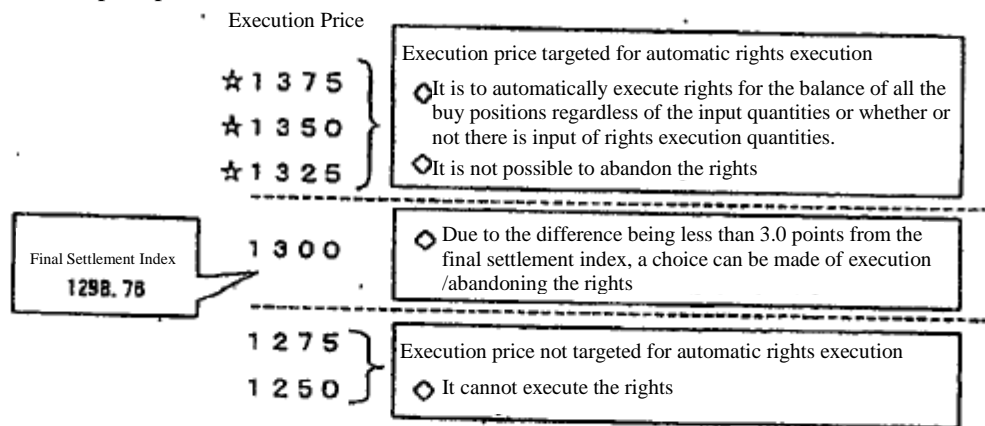 Execution Price
☆1375
☆1350
☆1325
Execution price targeted for automatic rights execution
◇It is to automatically execute rights for the balance of all the
buy positions regardless of the input quantities or whether or
not there is input of rights execution quantities.
◇It is not possible to abandon the rights
Final Settlement Index
1298.76
1300
◇ Due to the difference being less than 3.0 points from the
final settlement index, a choice can be made of execution
/abandoning the rights
1275
1250
Execution price not targeted for automatic rights execution
◇ It cannot execute the rights